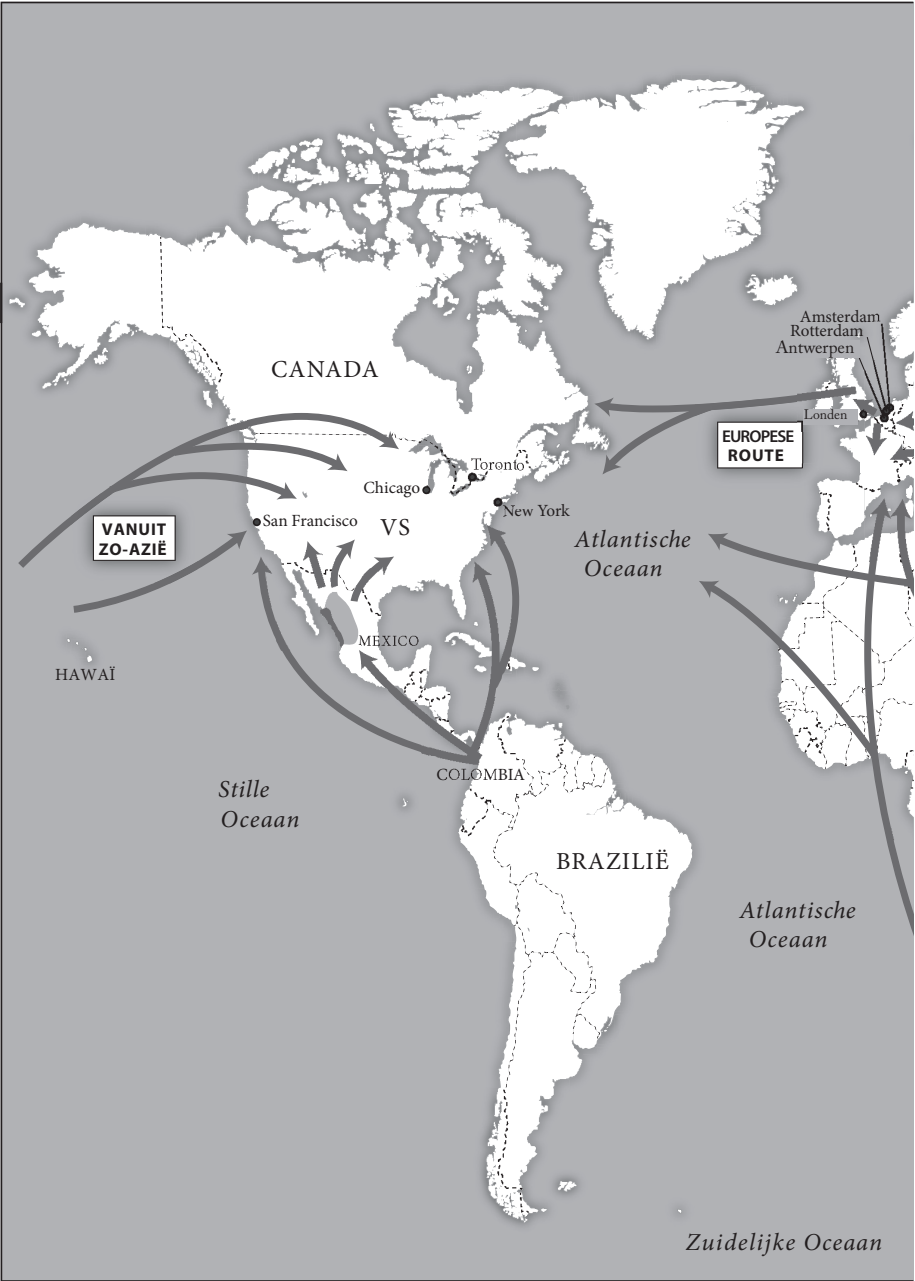 Amsterdam
Rotterdam
Antwerpen
CANADA
Londen
EUROPESE
ROUTE
Toronto
Chicago
New York
VANUIT
ZO-AZIË
San Francisco
VS
Atlantische
Oceaan
MEXICO
HAWAÏ
COLOMBIA
Stille
Oceaan
BRAZILIË
Atlantische
Oceaan
Zuidelijke Oceaan